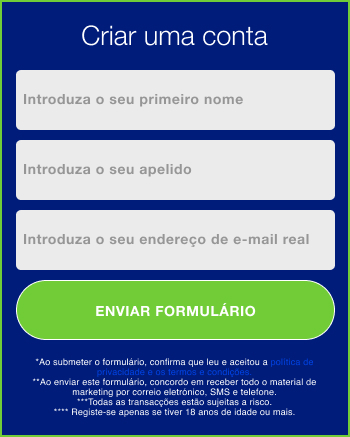 Criar uma conta
Introduza o seu primeiro nome
Introduza o seu apelido
Introduza o seu endereço de e-mail real
ENVIAR FORMULÁRIO
*Ao submeter o formulário, confirma que leu e aceitou a política de
privacidade e os termos e condições.
**Ao enviar este formulário, concordo em receber todo o material de
marketing por correio eletrónico, SMS e telefone.
***Todas as transacções estão sujeitas a risco.
**** Registe-se apenas se tiver 18 anos de idade ou mais.